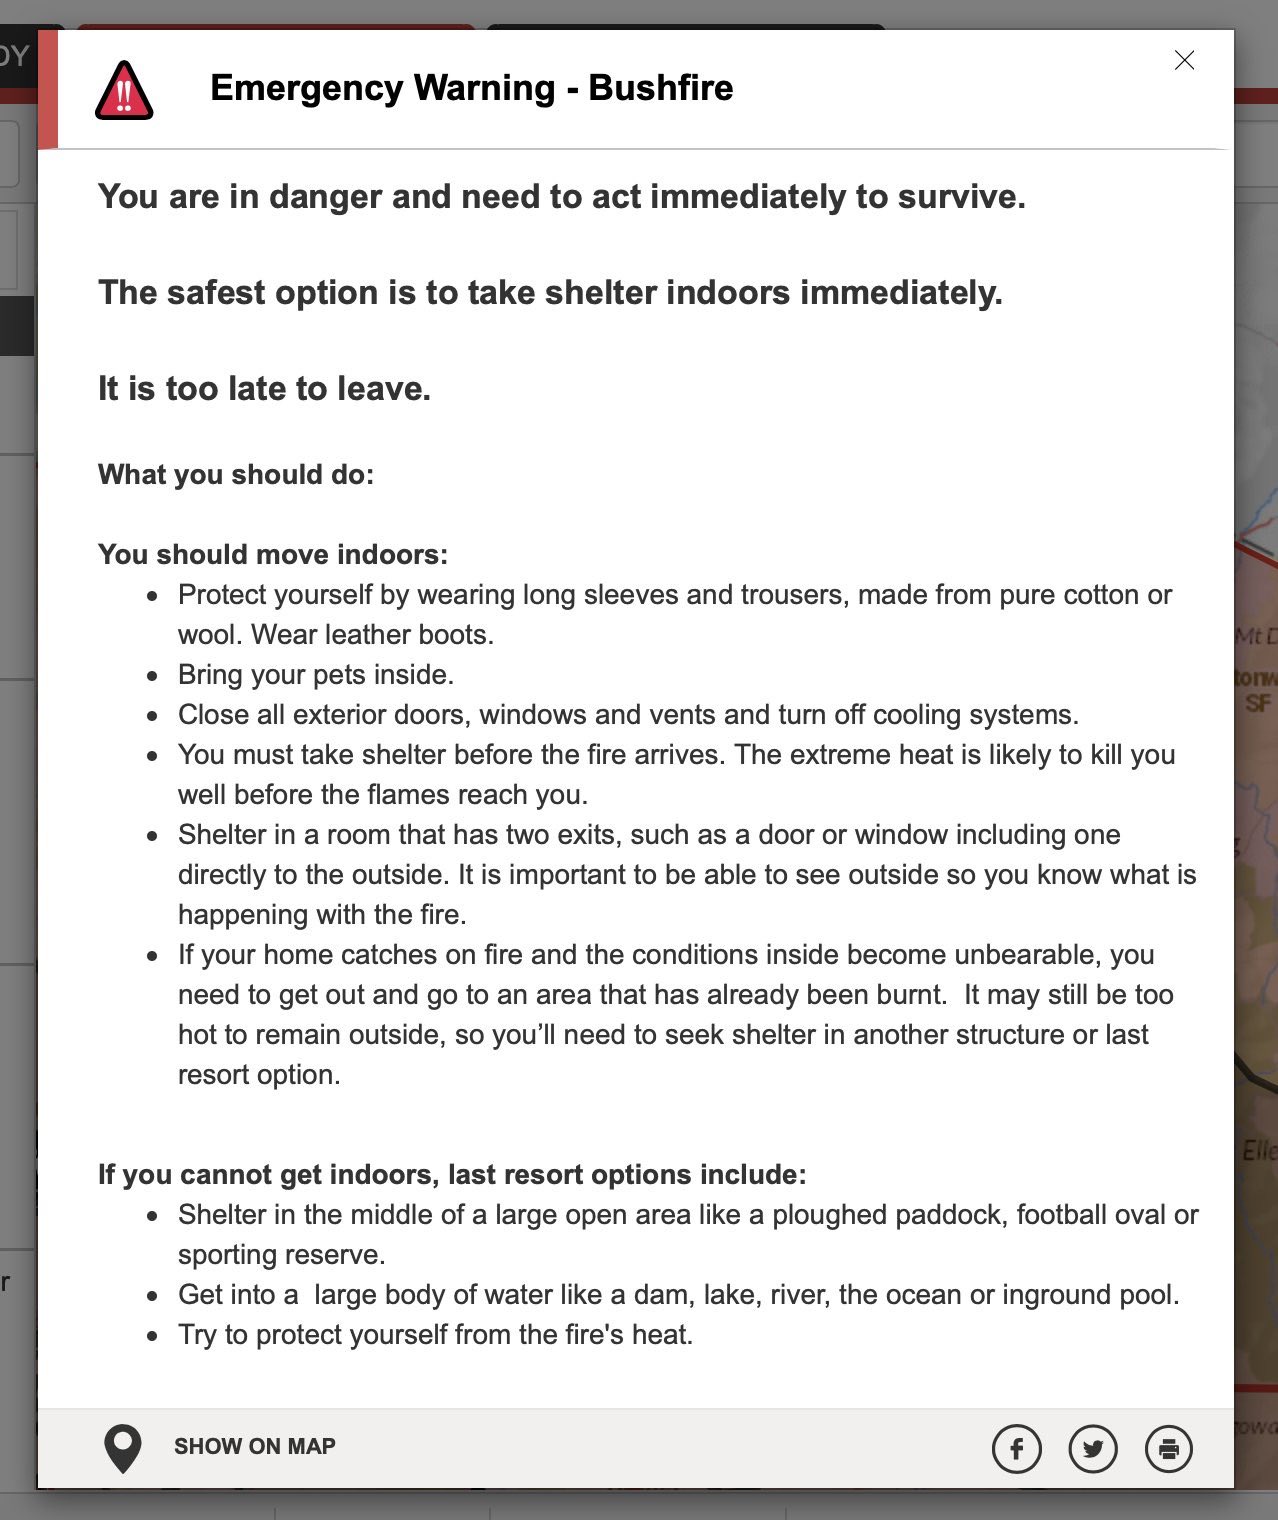 DY
Emergency Warning - Bushfire
You are in danger and need to act immediately to survive.
The safest option is to take shelter indoors immediately.
It is too late to leave.
What you should do:
You should move indoors:
Protect yourself by wearing long sleeves and trousers, made from pure cotton or
wool. Wear leather boots.
Bring your pets inside.
Close all exterior doors, windows and vents and turn off cooling systems.
You must take shelter before the fire arrives. The extreme heat is likely to kill you
well before the flames reach you.
Shelter in a room that has two exits, such as a door or window including one
directly to the outside. It is important to be able to see outside so you know what is
happening with the fire.
If your home catches on fire and the conditions inside become unbearable, you
need to get out and go to an area that has already been burnt.  It may still be too
hot to remain outside, so you’ll need to seek shelter in another structure or last
resort option.
If you cannot get indoors, last resort options include:
Shelter in the middle of a large open area like a ploughed paddock, football oval or
sporting reserve.
Get into a  large body of water like a dam, lake, river, the ocean or inground pool.
Try to protect yourself from the fire's heat.
SHOW ON MAP
Mt D
tonw
SF
Elle
r